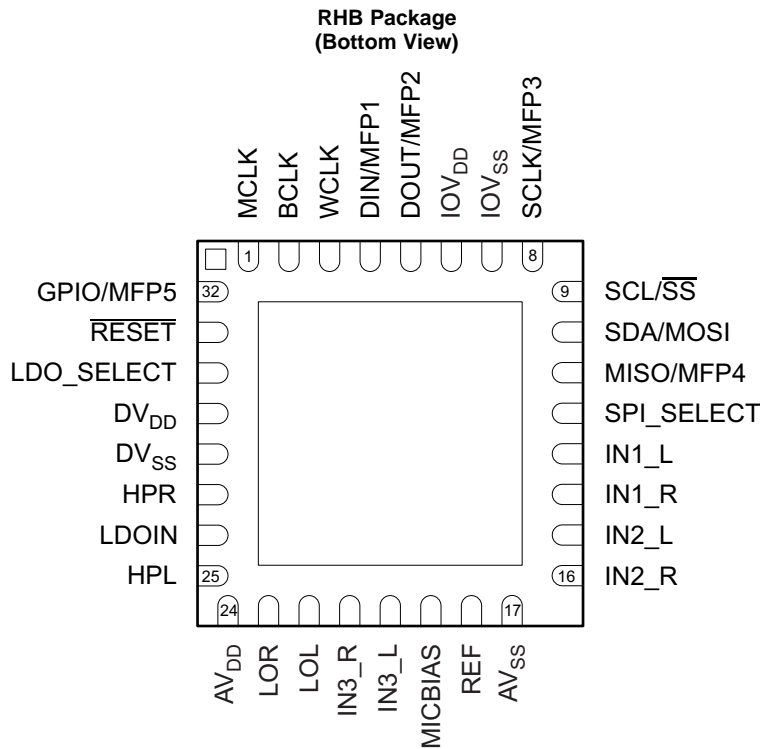 RHB Package
(Bottom View)
MCLK
BCLK
WCLK
DIN/MFP1
DOUT/MFP2
IOVDD
IOVSS
SCLK/MFP3
1
8
GPIO/MFP5
32
9
SCL/S̅S̅
R̅E̅S̅E̅T̅
SDA/MOSI
LDO_SELECT
MISO/MFP4
DVDD
SPI_SELECT
DVSS
IN1_L
HPR
IN1_R
LDOIN
IN2_L
HPL
25
16
IN2_R
24
17
AVDD
LOR
LOL
IN3_R
IN3_L
MICBIAS
REF
AVSS